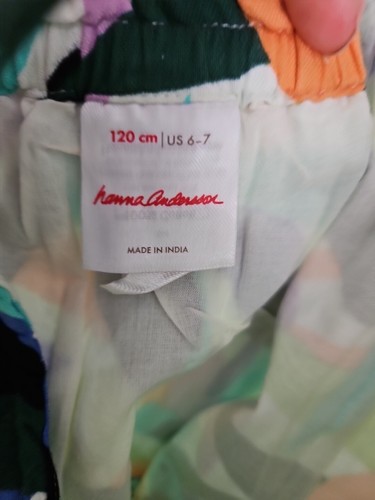 120 cm | US 6-7
hanna Andersson
MADE IN INDIA